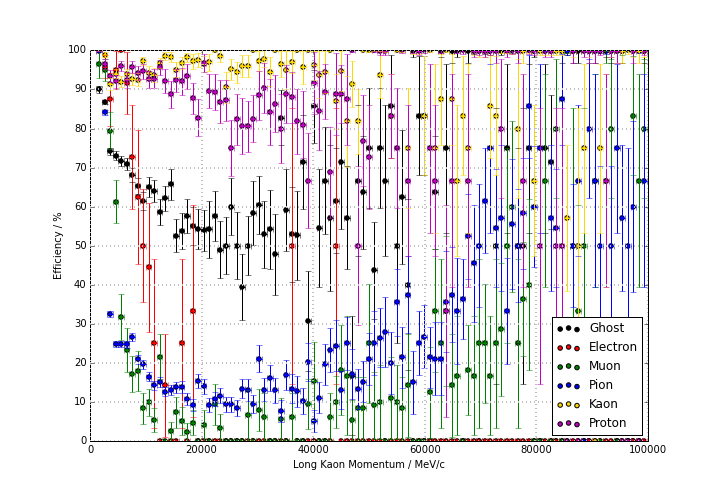 100
90
80
70
60
50
40
30
20
10
0
Efficiency / %
Ghost
Electron
Muon
Pion
Kaon
Proton
0 20000 40000 60000 80000 100000
Long Kaon Momentum / MeV/c